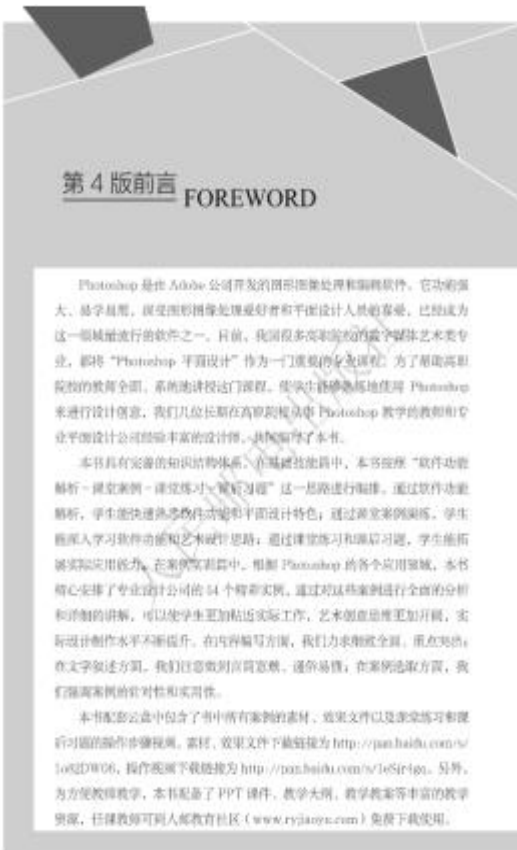 第 4 版前言 FOREWORD
Photoshop 是由 Adobe 公司开发的图形图像处理和编辑软件。它功能强
大、易学易用，深受图形图像处理爱好者和平面设计人员的喜爱，已经成为
这一领域最流行的软件之一。目前，我国很多高职院校的数字媒体艺术类专
业，都将“Photoshop 平面设计”作为一门重要的专业课程。为了帮助高职
院校的教师全面、系统地讲授这门课程，使学生能够熟练地使用 Photoshop
来进行设计创意，我们几位长期在高职院校从事 Photoshop 教学的教师和专
业平面设计公司经验丰富的设计师，共同编写了本书。
本书具有完善的知识结构体系。在基础技能篇中，本书按照“软件功能
解析－课堂案例－课堂练习－课后习题”这一思路进行编排，通过软件功能
解析，学生能快速熟悉软件功能和平面设计特色；通过课堂案例演练，学生
能深入学习软件功能和艺术设计思路；通过课堂练习和课后习题，学生能拓
展实际应用能力。在案例实训篇中，根据 Photoshop 的各个应用领域，本书
精心安排了专业设计公司的 54 个精彩实例，通过对这些案例进行全面的分析
和详细的讲解，可以使学生更加贴近实际工作，艺术创意思维更加开阔，实
际设计制作水平不断提升。在内容编写方面，我们力求细致全面、重点突出；
在文字叙述方面，我们注意做到言简意赅、通俗易懂；在案例选取方面，我
们强调案例的针对性和实用性。
本书配套云盘中包含了书中所有案例的素材、效果文件以及课堂练习和课
后习题的操作步骤视频。素材、效果文件下载链接为 http://pan.baidu.com/s/
操作视频下载链接为 http://pan.baidu.com/s/ 另外，
为方便教师教学，本书配备了 PPT 课件、教学大纲、教学教案等丰富的教学
资源，任课教师可到人邮教育社区（www.ryjiaoyu.com）免费下载使用。